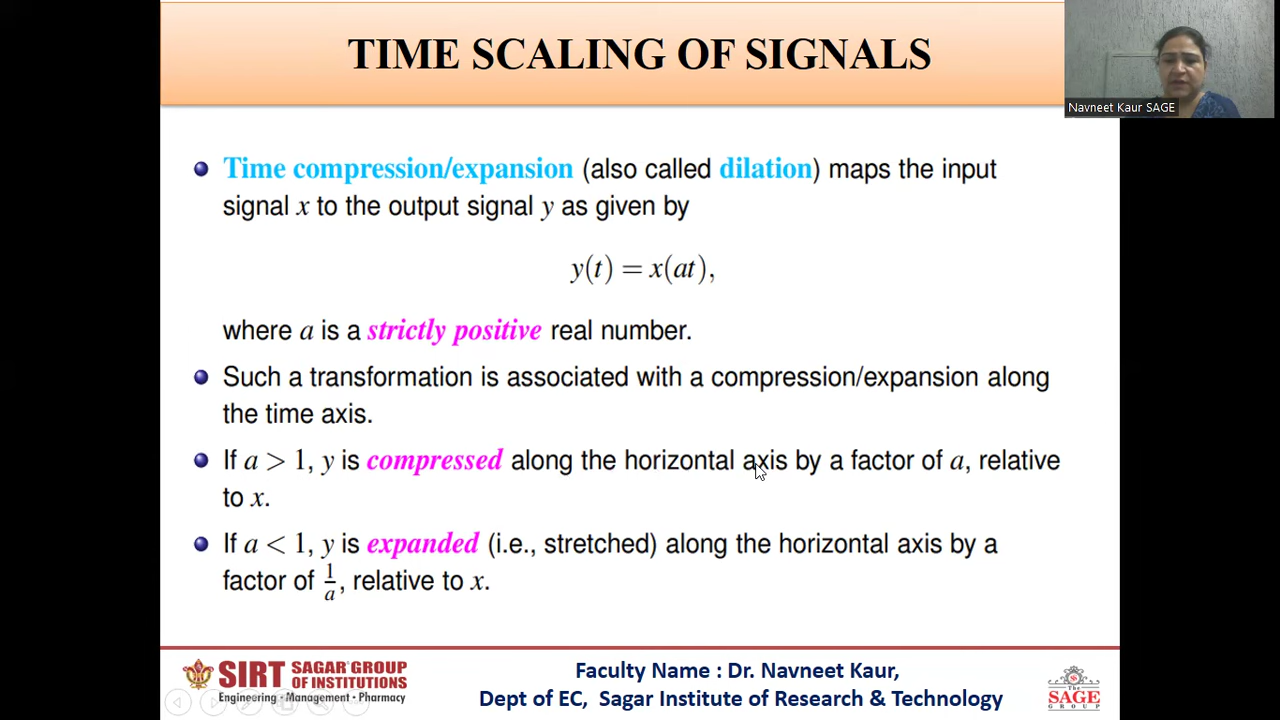 TIME SCALING OF SIGNALS
Navneet Kaur SAGE
Time compression/expansion (also called dilation) maps the input
signal x to the output signal y as given by
y(t) = x(at),
where a is a strictly positive real number.
Such a transformation is associated with a compression/expansion along
the time axis.
If a > 1, y is compressed along the horizontal axis by a factor of a, relative
to x.
If a < 1, y is expanded (i.e., stretched) along the horizontal axis by a
factor of 1/a, relative to x.
SIRT SAGAR GROUP
OF INSTITUTIONS
Engineering • Management • Pharmacy
Faculty Name : Dr. Navneet Kaur,
Dept of EC, Sagar Institute of Research & Technology
The
SAGE
GROUP